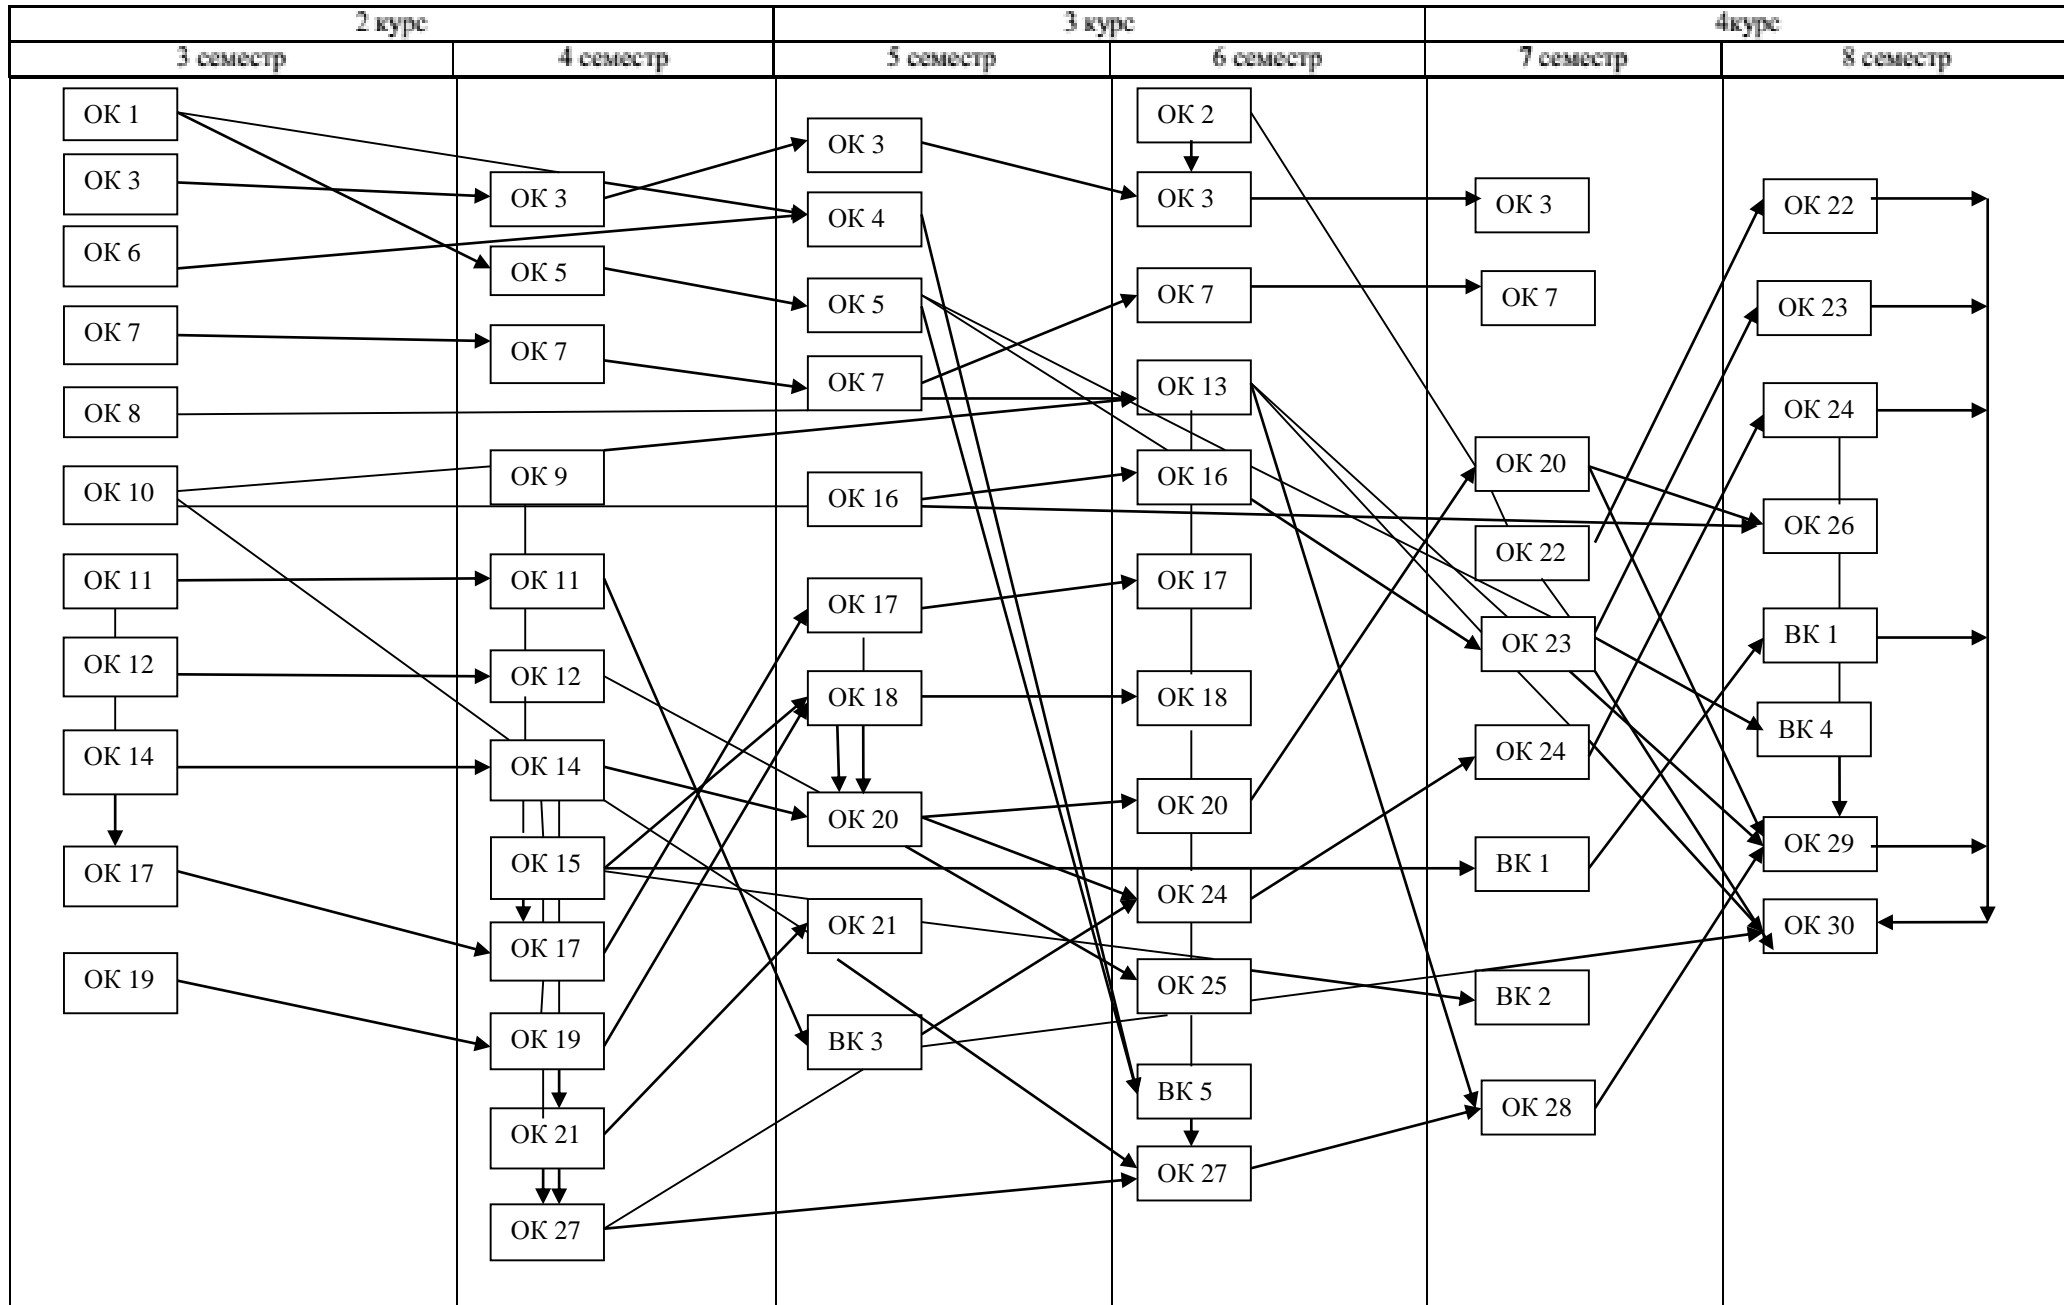 2 курс
3 курс
4курс
3 семестр
4 семестр
5 семестр
6 семестр
7 семестр
8 семестр
ОК 1
ОК 3
ОК 6
ОК 7
ОК 8
ОК 10
ОК 11
ОК 12
ОК 14
ОК 17
ОК 19
ОК 3
ОК 5
ОК 7
ОК 9
ОК 11
ОК 12
ОК 14
ОК 15
ОК 17
ОК 19
ОК 21
ОК 27
ОК 3
ОК 4
ОК 5
ОК 7
ОК 16
ОК 17
ОК 18
ОК 20
ОК 21
ВК 3
ОК 2
ОК 3
ОК 7
ОК 13
ОК 16
ОК 17
ОК 18
ОК 20
ОК 24
ОК 25
ВК 5
ОК 27
ОК 3
ОК 7
ОК 20
ОК 22
ОК 23
ОК 24
ВК 1
ВК 2
ОК 28
ОК 22
ОК 23
ОК 24
ОК 26
ВК 1
ВК 4
ОК 29
ОК 30